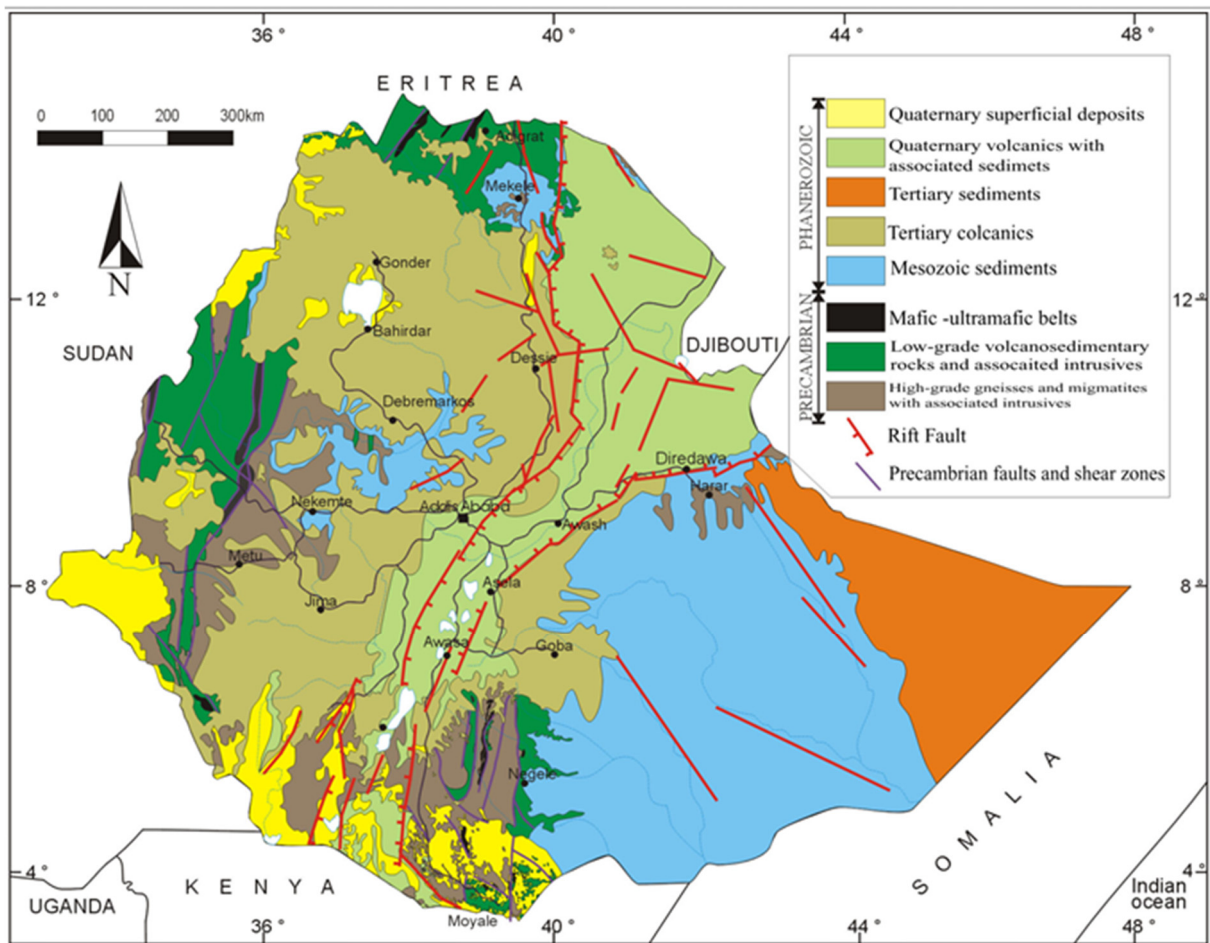 36 °
40 °
44 °
48 °
E R I T R E A
0 100 200 300km
N
Adigrat
Mekele
Gonder
12 °
12 °
Bahirdar
SUDAN
DJIBOUTI
Dessie
Debremarkos
Diredawa
Harar
Nekemte
Addis Ababa
Awash
Metu
8 °
8 °
Asela
Jima
Awasa
Goba
Negele
4 °
4 °
K E N Y A
UGANDA
Moyale
S O M A L I A
Indian
ocean
36 °
40 °
44 °
48 °
PHANEROZOIC
PRECAMBRIAN
Quaternary superficial deposits
Quaternary volcanics with
associated sedimets
Tertiary sediments
Tertiary colcanics
Mesozoic sediments
Mafic -ultramafic belts
Low-grade volcanosedimentary
rocks and assocaited intrusives
High-grade gneisses and migmatites
with associated intrusives
Rift Fault
Precambrian faults and shear zones